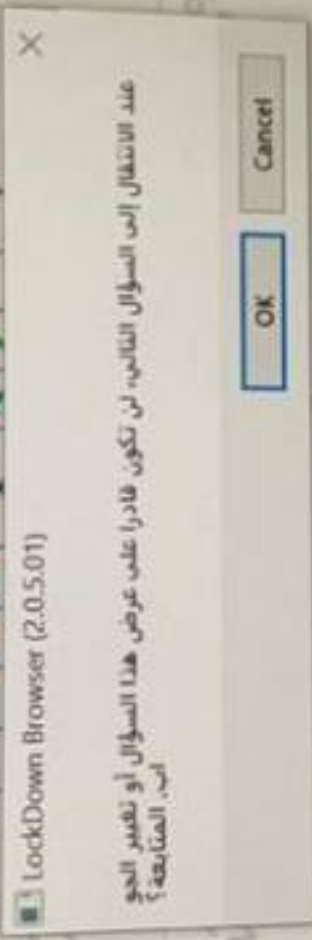 LockDown Browser (2.0.5.01)
عند الانتقال إلى السؤال التالي، لن تكون قادرا على عرض هذا السؤال أو تغيير الجو
اب. المتابعة؟
OK
Cancel